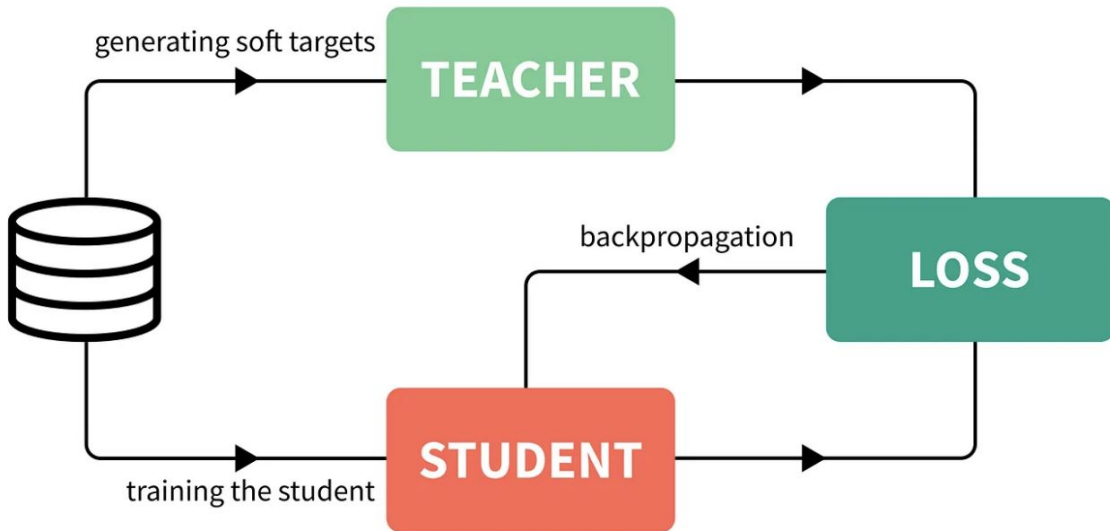 generating soft targets
TEACHER
backpropagation
LOSS
STUDENT
training the student